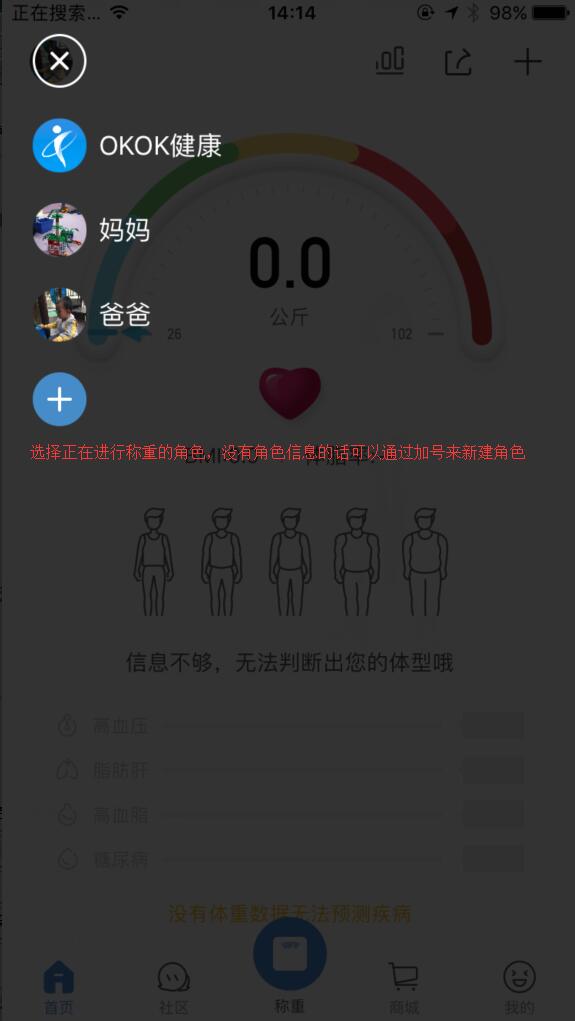 正在搜索... 14:14 98%
OKOK健康
妈妈
爸爸
0.0
公斤
26
102
选择正在进行称重的角色，没有角色信息的话可以通过加号来新建角色
信息不够，无法判断出您的体型哦
高血压
脂肪肝
高血脂
糖尿病
没有体重数据无法预测疾病
首页 社区 称重 商城 我的